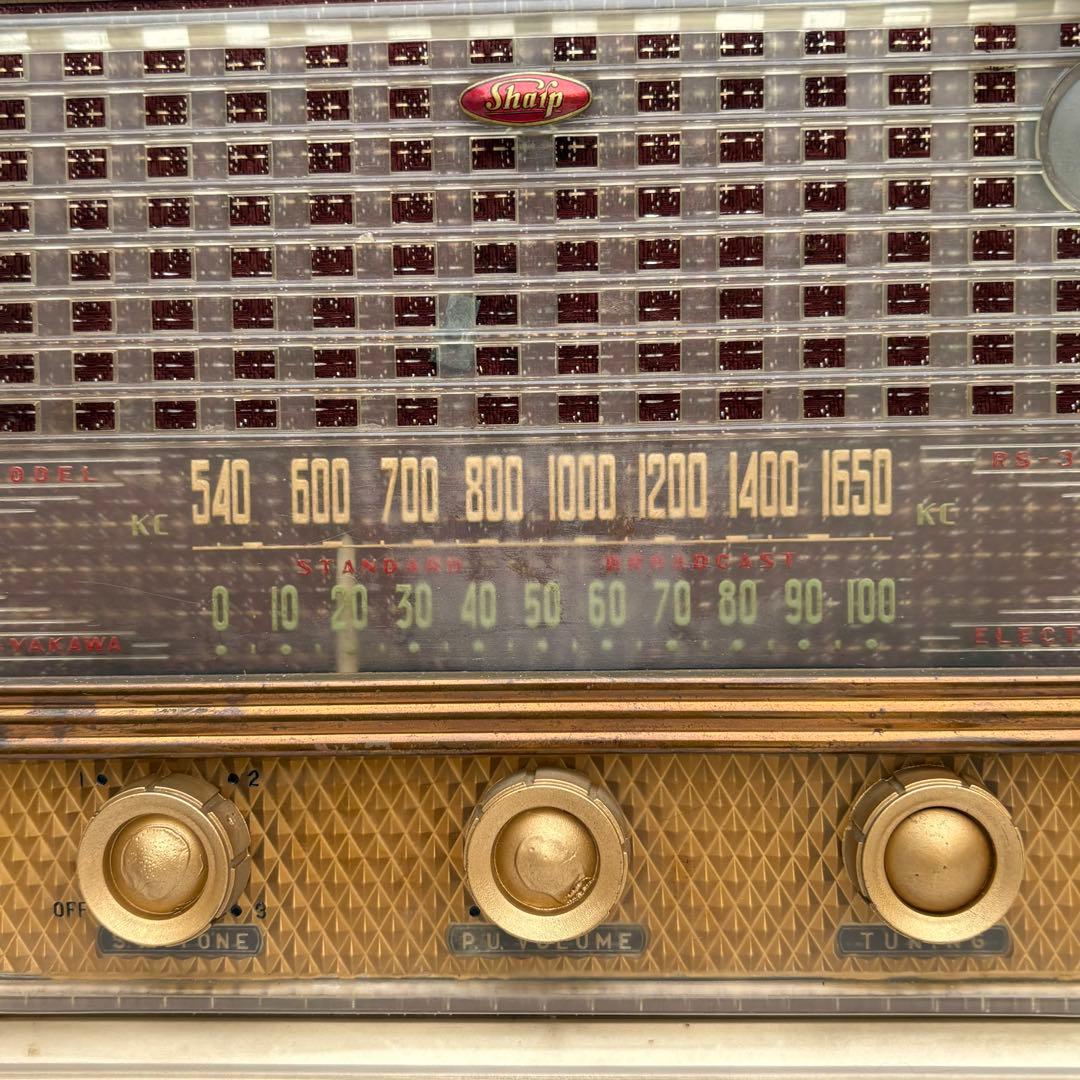 Sharp
ODEL
RS-3
540 600 700 800 1000 1200 1400 1650
KC KC
STANDARD BROADCAST
0 10 20 30 40 50 60 70 80 90 100
YAKAWA
ELECT
1 2
OFF 3
TONE
P.U. VOLUME
TUNING